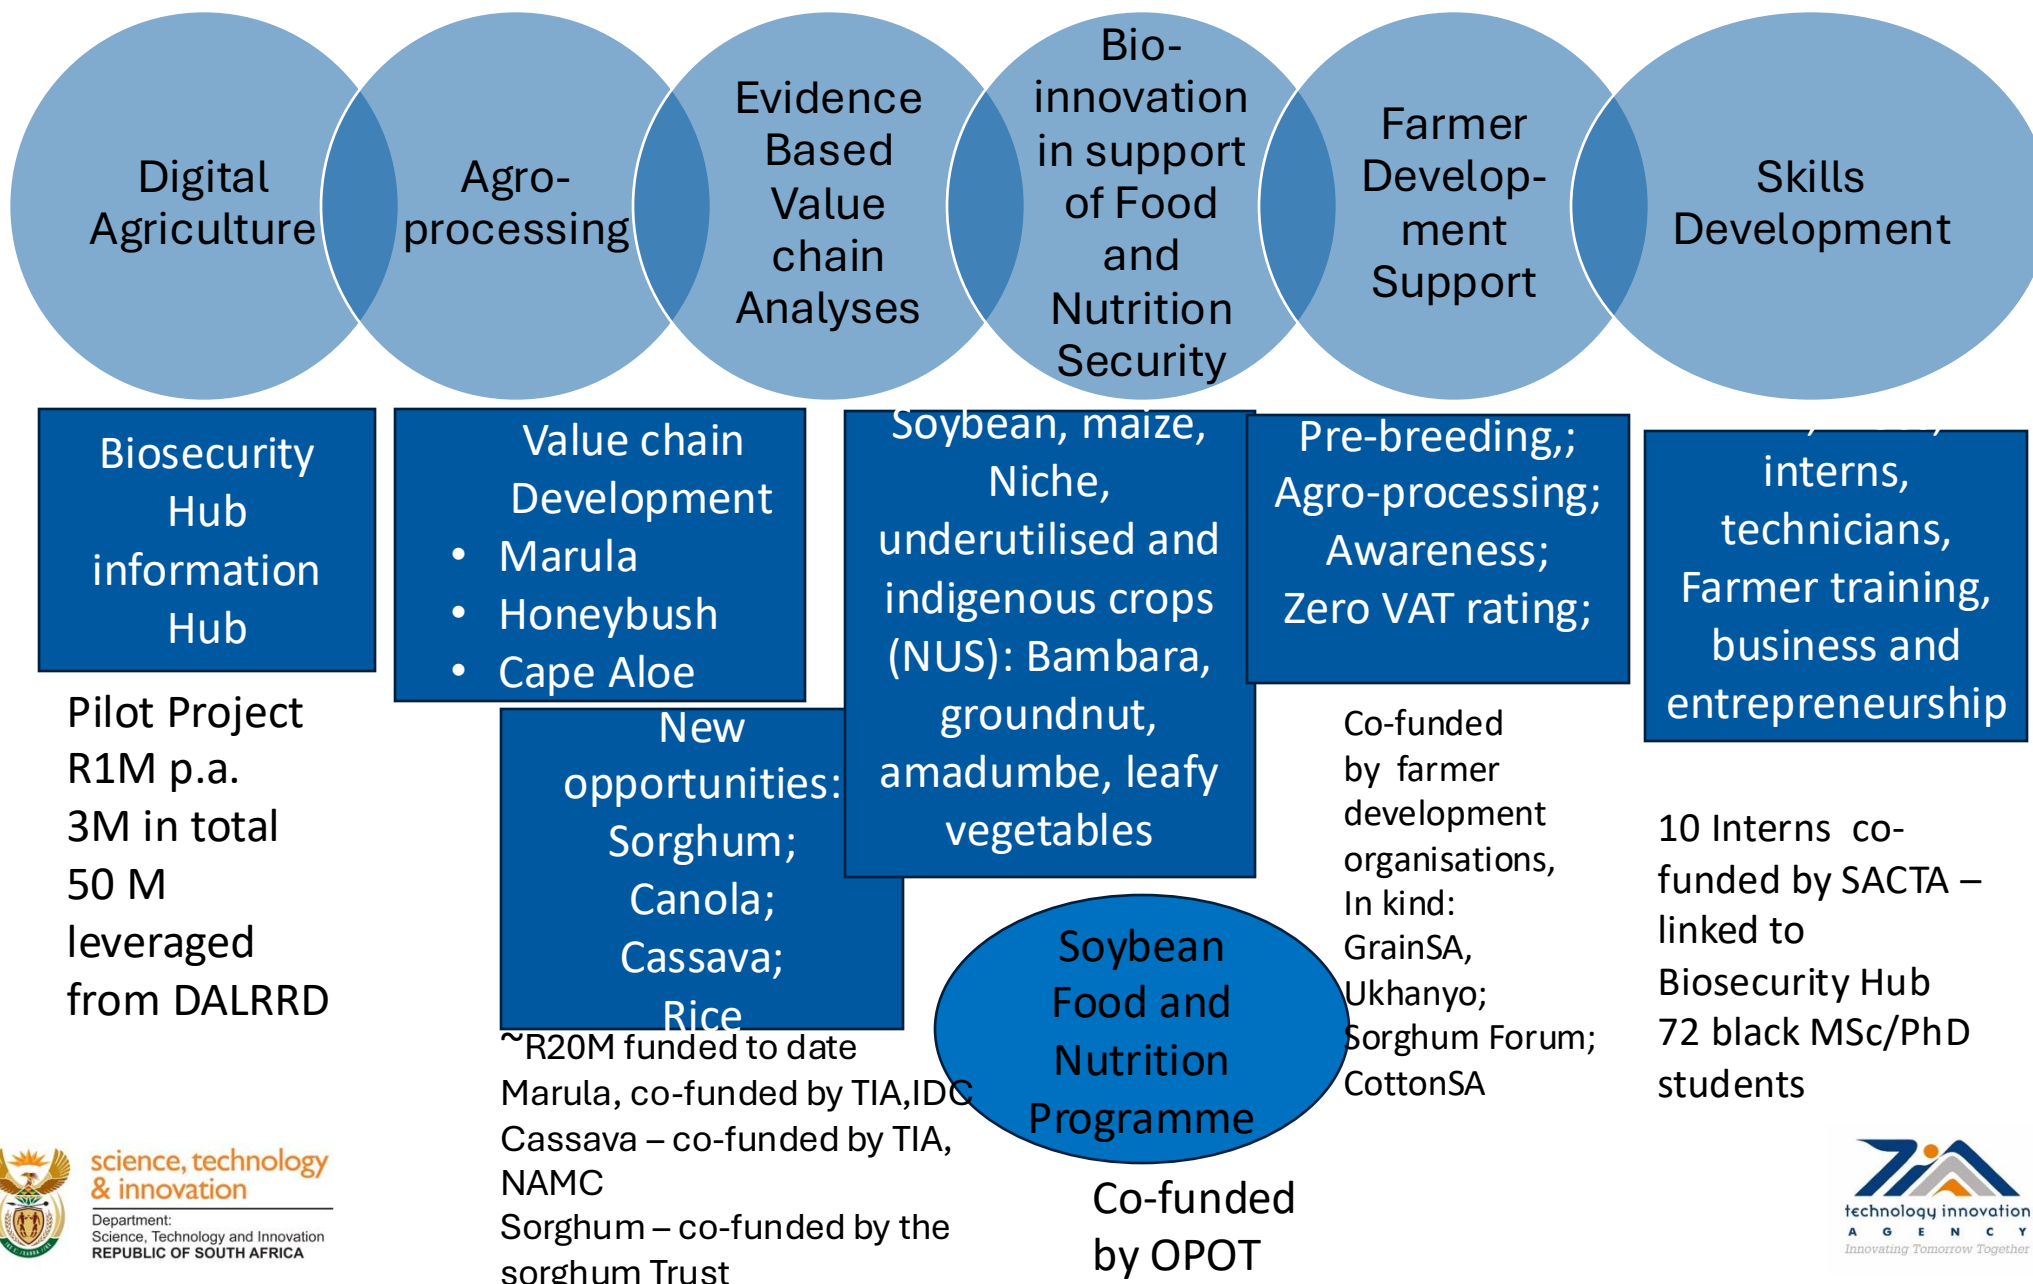 Digital
Agriculture
Agro-
processing
Evidence
Based
Value
chain
Analyses
Bio-
innovation
in support
of Food
and
Nutrition
Security
Farmer
Develop-
ment
Support
Skills
Development
Biosecurity
Hub
information
Hub
Pilot Project
R1M p.a.
3M in total
50 M
leveraged
from DALRRD
Value chain
Development
• Marula
• Honeybush
• Cape Aloe
New
opportunities:
Sorghum;
Canola;
Cassava;
Rice
~R20M funded to date
Marula, co-funded by TIA,IDC
Cassava – co-funded by TIA,
NAMC
Sorghum – co-funded by the
sorghum Trust
Soybean, maize,
Niche,
underutilised and
indigenous crops
(NUS): Bambara,
groundnut,
amadumbe, leafy
vegetables
Soybean
Food and
Nutrition
Programme
Co-funded
by OPOT
Pre-breeding,;
Agro-processing;
Awareness;
Zero VAT rating;
Co-funded
by farmer
development
organisations,
In kind:
GrainSA,
Ukhanyo;
Sorghum Forum;
CottonSA
interns,
technicians,
Farmer training,
business and
entrepreneurship
10 Interns co-
funded by SACTA –
linked to
Biosecurity Hub
72 black MSc/PhD
students
science, technology
& innovation
Department:
Science, Technology and Innovation
REPUBLIC OF SOUTH AFRICA
technology innovation
AGENCY
Innovating Tomorrow Together